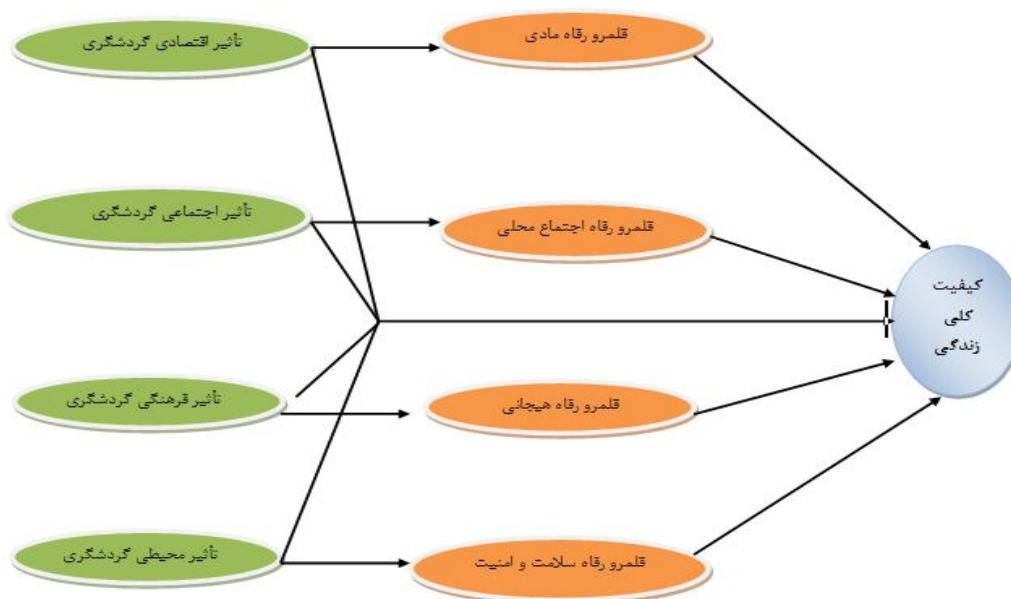 تأثیر اقتصادی گردشگری
قلمرو رفاه مادی
تأثیر اجتماعی گردشگری
قلمرو رفاه اجتماع محلی
کیفیت
کلی
زندگی
تأثیر فرهنگی گردشگری
قلمرو رفاه هیجانی
تأثیر محیطی گردشگری
قلمرو رفاه سلامت و امنیت